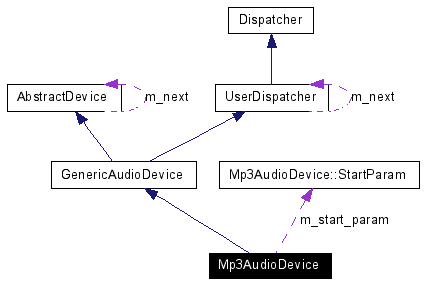 Dispatcher
AbstractDevice
m_next
UserDispatcher
m_next
GenericAudioDevice
Mp3AudioDevice::StartParam
m_start_param
Mp3AudioDevice